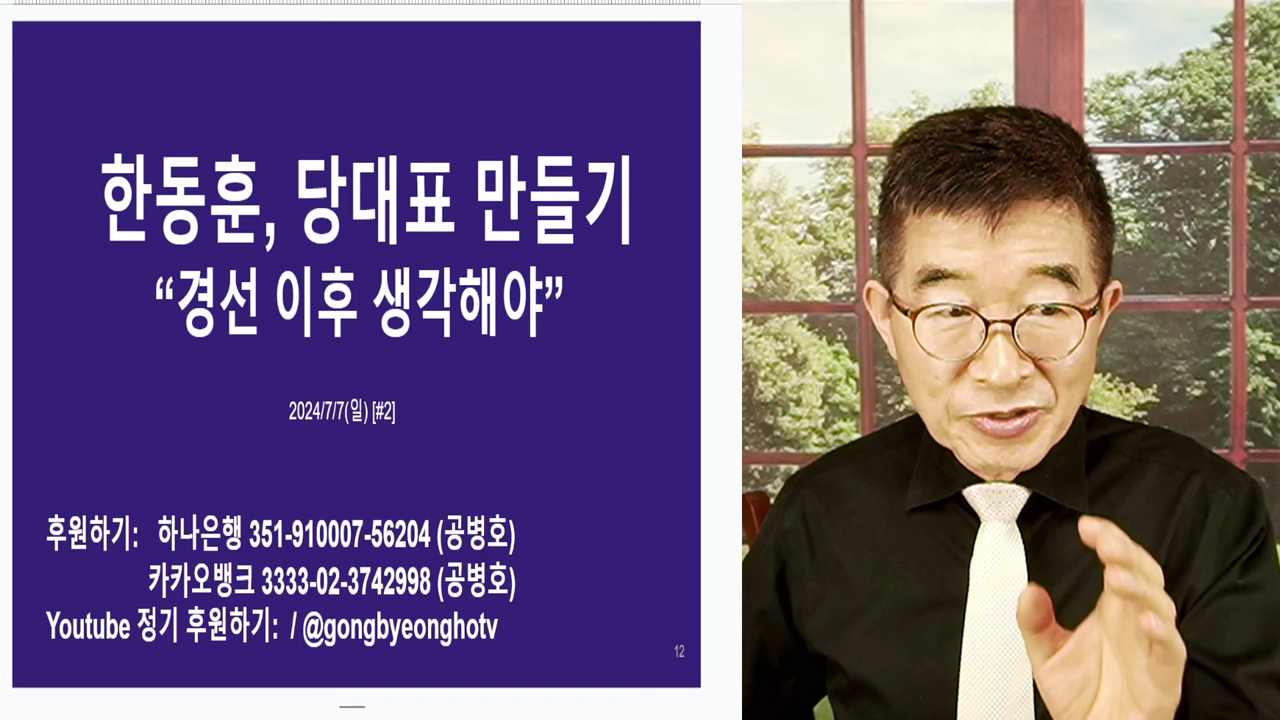 한동훈, 당대표 만들기
“경선 이후 생각해야”
2024/7/7(일) [#2]
후원하기: 하나은행 351-910007-56204 (공병호)
카카오뱅크 3333-02-3742998 (공병호)
Youtube 정기 후원하기: / @gongbyeonghotv
12